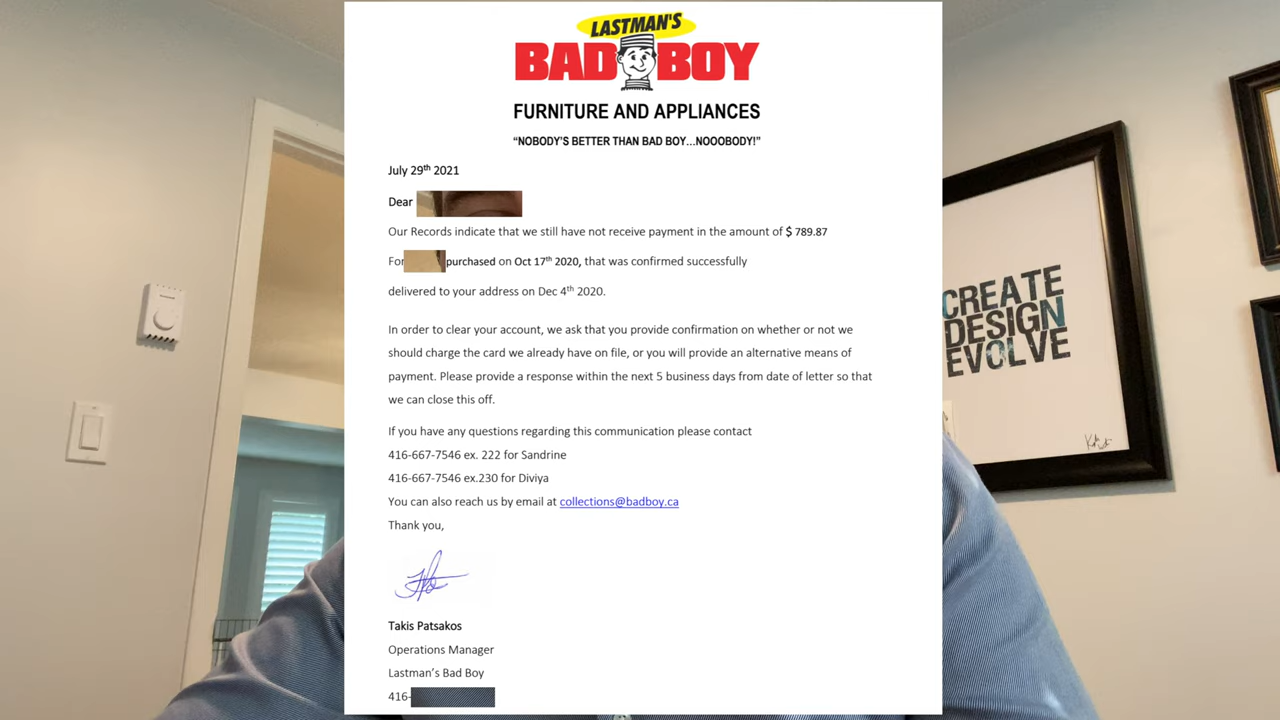 LASTMAN'S
BAD BOY
FURNITURE AND APPLIANCES
“NOBODY'S BETTER THAN BAD BOY...NOOOBODY!”
July 29th 2021
Dear
Our Records indicate that we still have not receive payment in the amount of $ 789.87
For purchased on Oct 17th 2020, that was confirmed successfully
delivered to your address on Dec 4th 2020.
In order to clear your account, we ask that you provide confirmation on whether or not we
should charge the card we already have on file, or you will provide an alternative means of
payment. Please provide a response within the next 5 business days from date of letter so that
we can close this off.
If you have any questions regarding this communication please contact
416-667-7546 ex. 222 for Sandrine
416-667-7546 ex.230 for Diviya
You can also reach us by email at collections@badboy.ca
Thank you,
Takis Patsakos
Operations Manager
Lastman's Bad Boy
416-
CREATE
DESIGN
EVOLVE